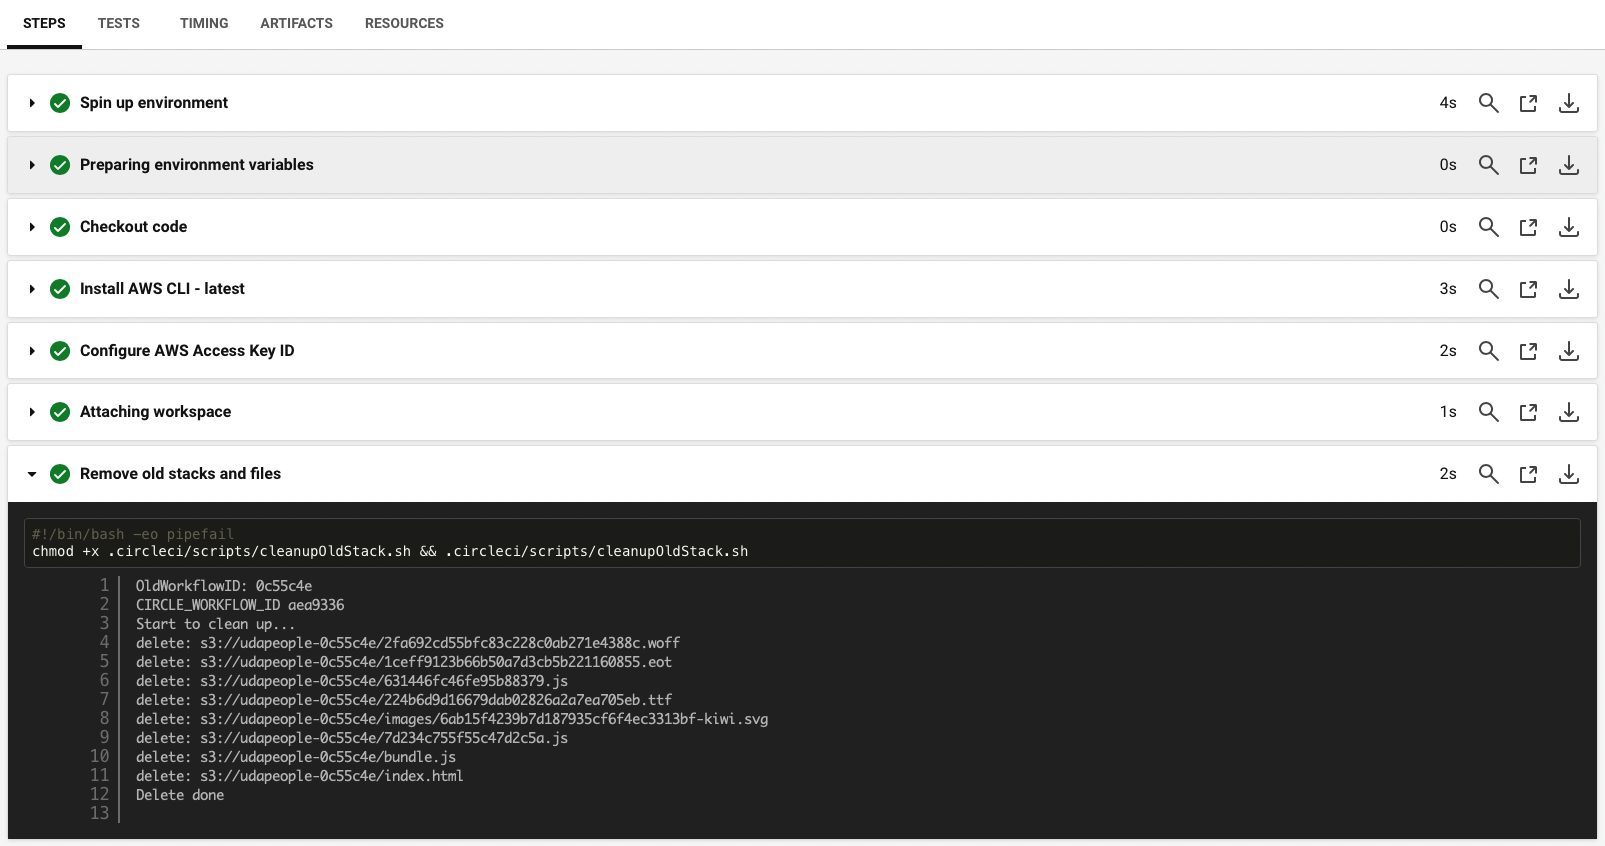 STEPS TESTS TIMING ARTIFACTS RESOURCES
Spin up environment 4s
Preparing environment variables 0s
Checkout code 0s
Install AWS CLI - latest 3s
Configure AWS Access Key ID 2s
Attaching workspace 1s
Remove old stacks and files 2s
#!/bin/bash -eo pipefail
chmod +x .circleci/scripts/cleanupOldStack.sh && .circleci/scripts/cleanupOldStack.sh
1 OldWorkflowID: 0c55c4e
2 CIRCLE_WORKFLOW_ID aea9336
3 Start to clean up...
4 delete: s3://udapeople-0c55c4e/2fa692cd55bfc83c228c0ab271e4388c.woff
5 delete: s3://udapeople-0c55c4e/1ceff9123b66b50a7d3cb5b221160855.eot
6 delete: s3://udapeople-0c55c4e/631446fc46fe95b88379.js
7 delete: s3://udapeople-0c55c4e/224b6d9d16679dab02826a2a7ea705eb.ttf
8 delete: s3://udapeople-0c55c4e/images/6ab15f4239b7d187935cf6f4ec3313bf-kiwi.svg
9 delete: s3://udapeople-0c55c4e/7d234c755f55c47d2c5a.js
10 delete: s3://udapeople-0c55c4e/bundle.js
11 delete: s3://udapeople-0c55c4e/index.html
12 Delete done
13